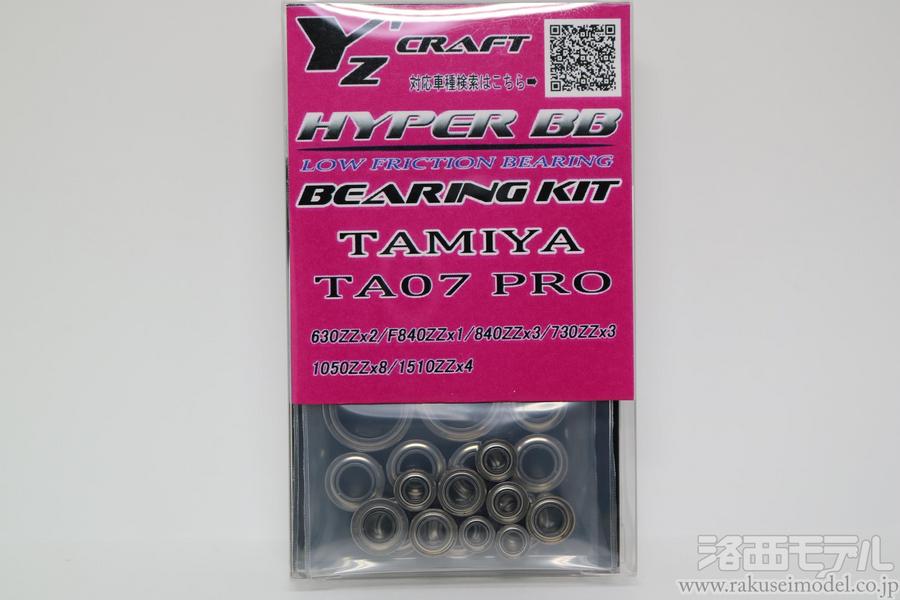 Yz' CRAFT
対応車種検索はこちら➡
HYPER BB
LOW FRICTION BEARING
BEARING KIT
TAMIYA
TA07 PRO
630ZZx2/F840ZZx1/840ZZx3/730ZZx3
1050ZZx8/1510ZZx4
洛西モデル
www.rakuseimodel.co.jp